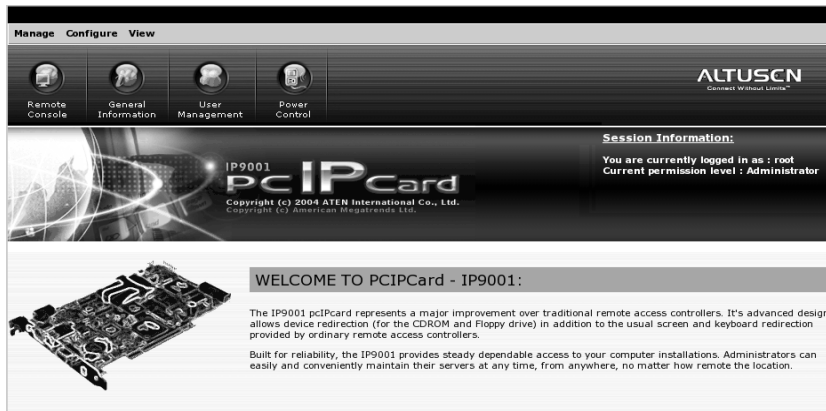 Manage Configure View
Remote Console
General Information
User Management
Power Control
ALTUSEN
Connect Without Limits™
Session Information:
You are currently logged in as : root
Current permission level : Administrator
IP9001
PC IP Card
Copyright (c) 2004 ATEN International Co., Ltd.
Copyright (c) American Megatrends Ltd.
WELCOME TO PCIPCard - IP9001:
The IP9001 pcIPcard represents a major improvement over traditional remote access controllers. It's advanced design
allows device redirection (for the CDROM and Floppy drive) in addition to the usual screen and keyboard redirection
provided by ordinary remote access controllers.
Built for reliability, the IP9001 provides steady dependable access to your computer installations. Administrators can
easily and conveniently maintain their servers at any time, from anywhere, no matter how remote the location.